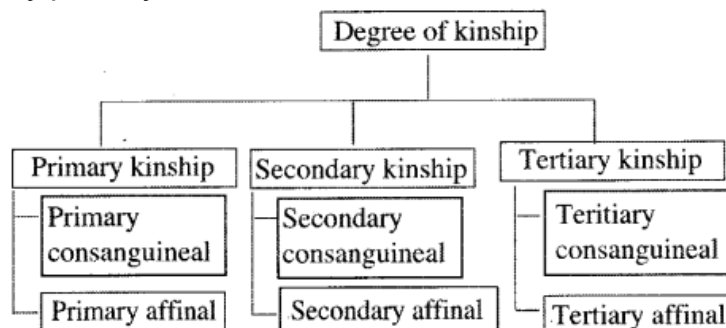 Degree of kinship
Primary kinship
Secondary kinship
Tertiary kinship
Primary
consanguineal
Secondary
consanguineal
Teritiary
consanguineal
Primary affinal
Secondary affinal
Tertiary affinal